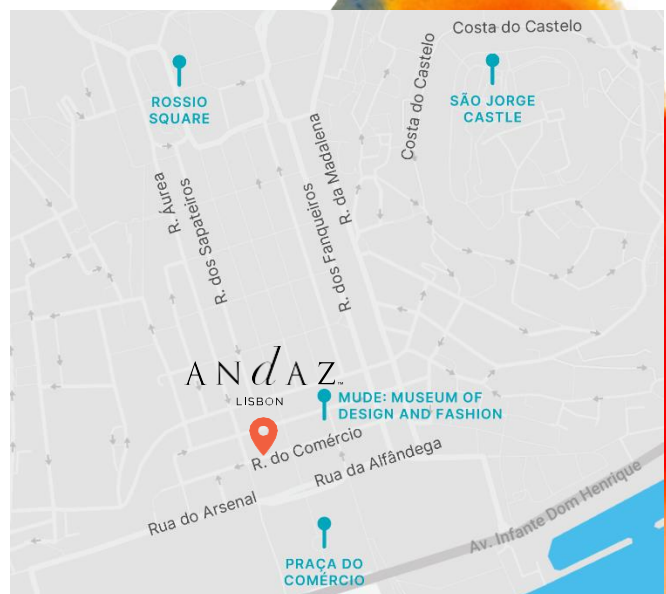 Costa do Castelo
Costa do Castelo
ROSSIO
SQUARE
SÃO JORGE
CASTLE
R. da Madalena
R. Áurea
R. dos Sapateiros
R. dos Fanqueiros
ANdAZ™
LISBON
MUDE: MUSEUM OF
DESIGN AND FASHION
R. do Comércio
Rua da Alfândega
Rua do Arsenal
Av. Infante Dom Henrique
PRAÇA DO
COMÉRCIO